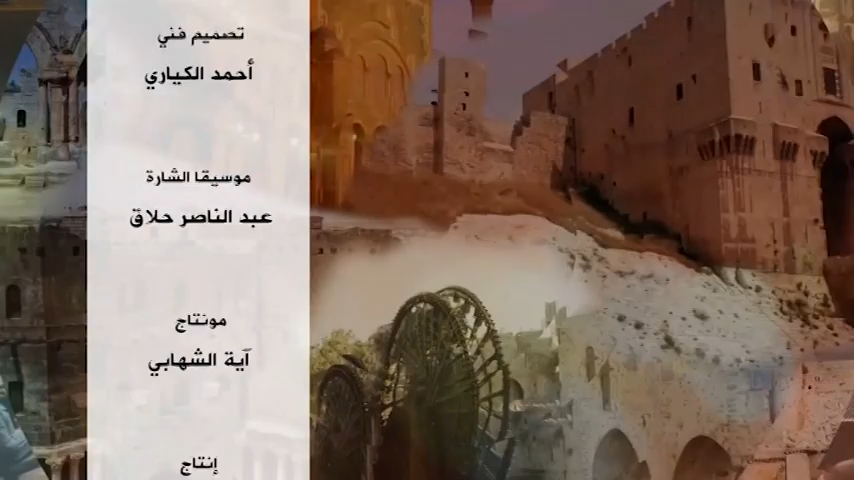 تصميم فني
أحمد الكياري
موسيقا الشارة
عبد الناصر حلاق
مونتاج
آية الشهابي
إنتاج